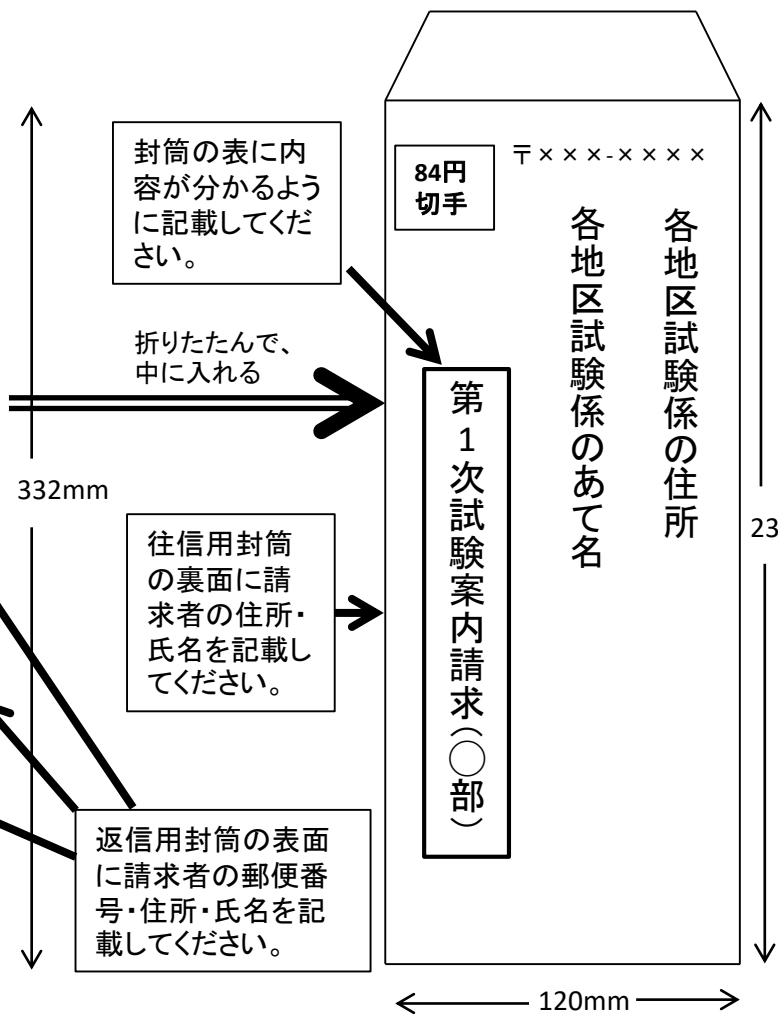 封筒の表に内
容が分かるよう
に記載してくだ
さい。
84円
切手
〒×××-××××
各地区試験係の住所
各地区試験係のあて名
折りたたんで、
中に入れる
第1次試験案内請求(○部)
332mm
23
往信用封筒
の裏面に請
求者の住所・
氏名を記載し
てください。
返信用封筒の表面
に請求者の郵便番
号・住所・氏名を記
載してください。
120mm